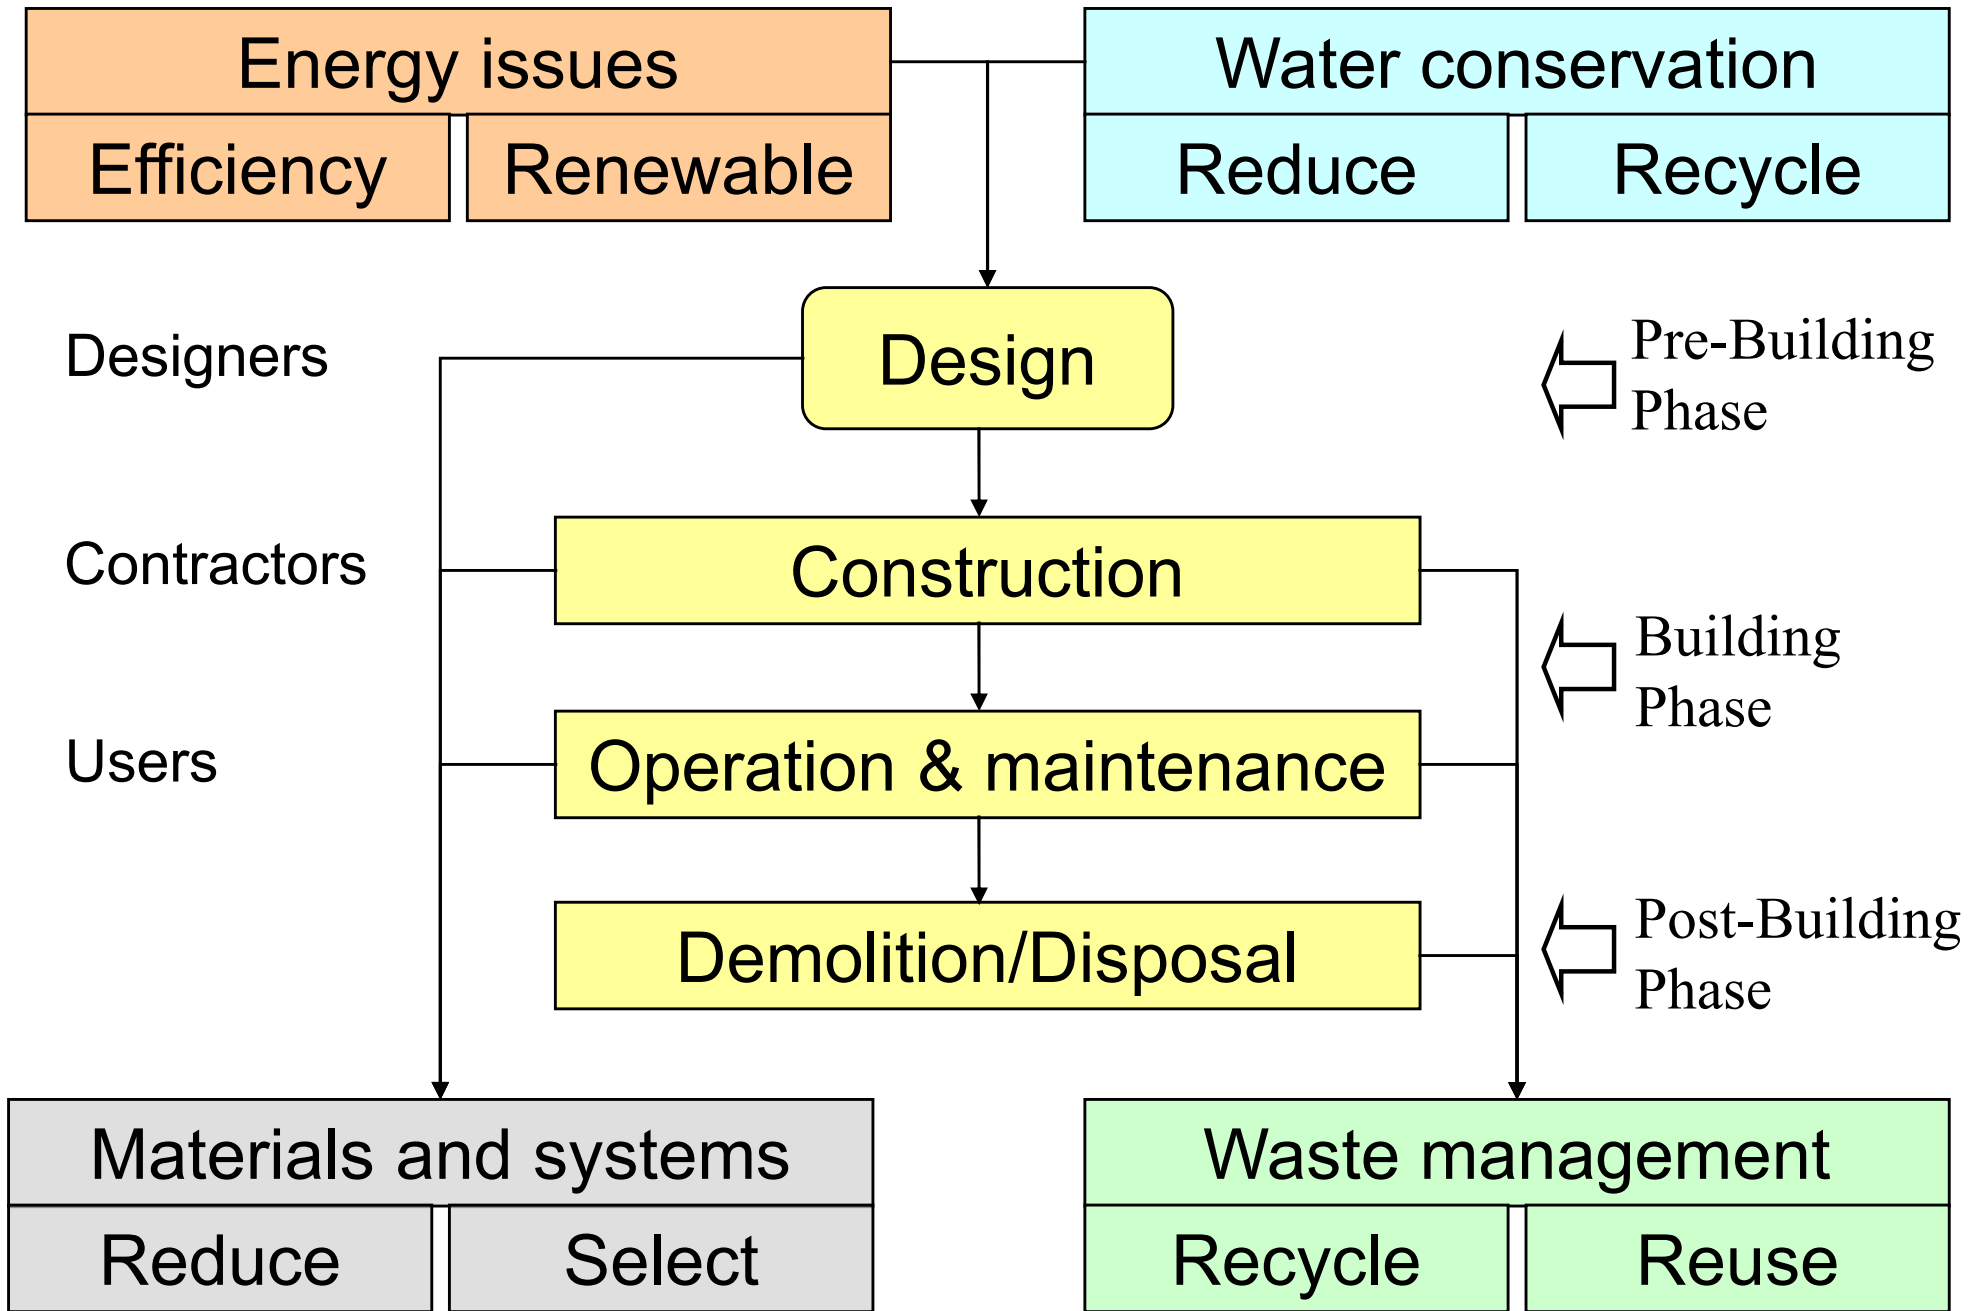 Energy issues
Efficiency
Renewable
Water conservation
Reduce
Recycle
Designers
Design
Pre-Building
Phase
Contractors
Construction
Building
Phase
Users
Operation & maintenance
Demolition/Disposal
Post-Building
Phase
Materials and systems
Reduce
Select
Waste management
Recycle
Reuse